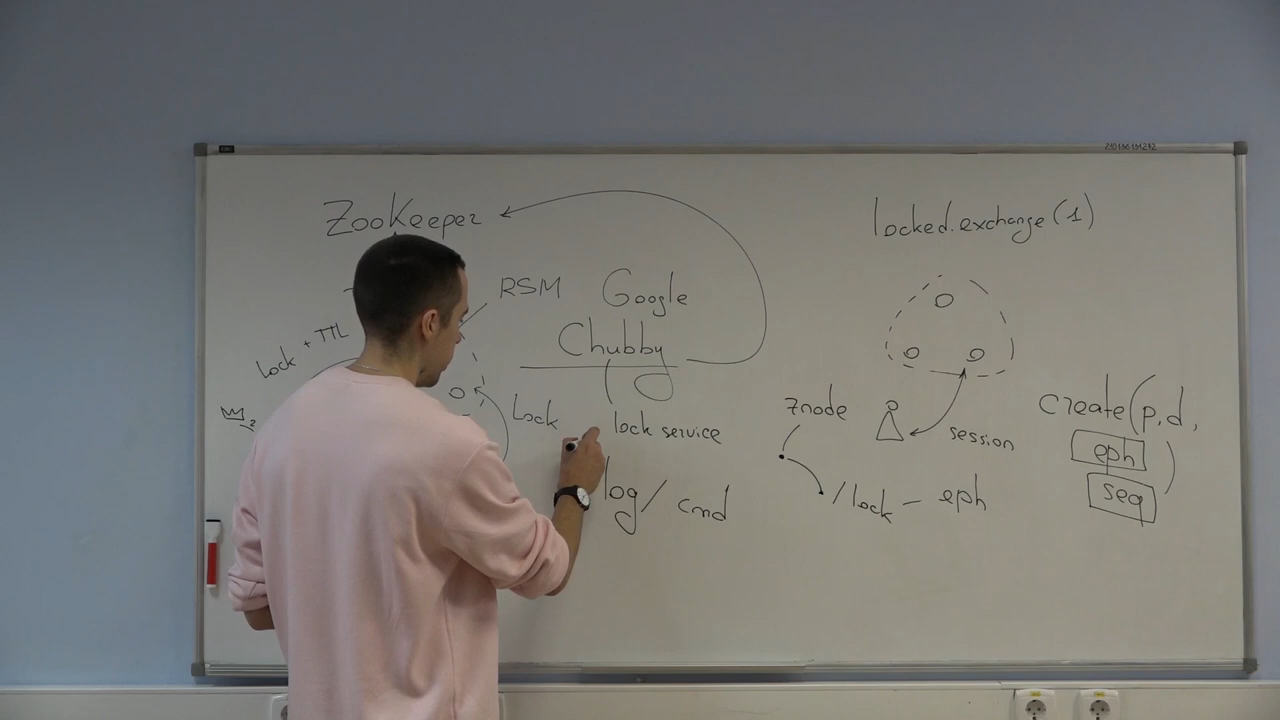 ZooKeeper
locked.exchange(1)
RSM
Google
Chubby
Lock + TTL
Lock
lock service
log/ cmd
znode
session
/lock – eph
create(p, d,
eph
seq )
2